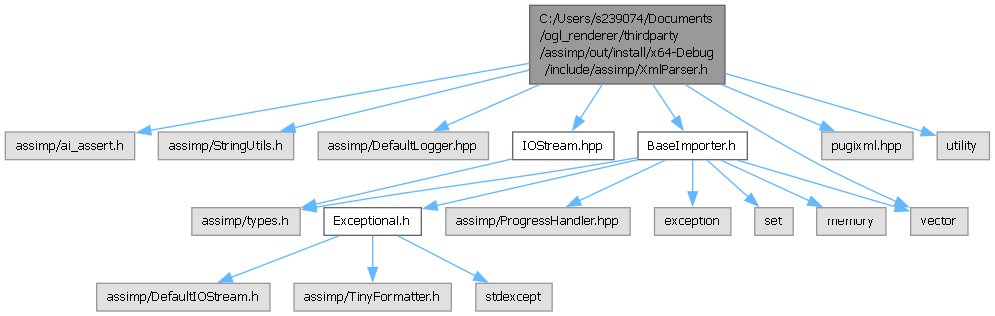 C:/Users/s239074/Documents
/ogl_renderer/thirdparty
/assimp/out/install/x64-Debug
/include/assimp/XmlParser.h
assimp/ai_assert.h
assimp/StringUtils.h
assimp/DefaultLogger.hpp
IOStream.hpp
BaseImporter.h
pugixml.hpp
utility
assimp/types.h
Exceptional.h
assimp/ProgressHandler.hpp
exception
set
memory
vector
assimp/DefaultIOStream.h
assimp/TinyFormatter.h
stdexcept